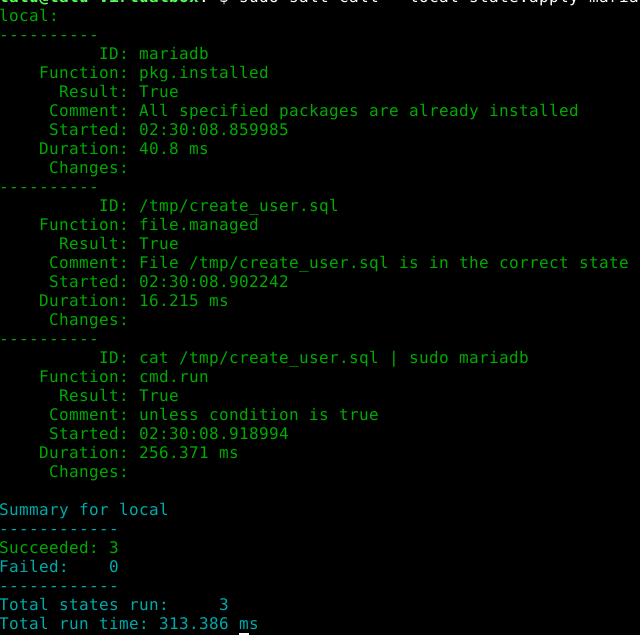 $ sudo salt-call --local state.apply maria
local:
----------
ID: mariadb
Function: pkg.installed
Result: True
Comment: All specified packages are already installed
Started: 02:30:08.859985
Duration: 40.8 ms
Changes:
----------
ID: /tmp/create_user.sql
Function: file.managed
Result: True
Comment: File /tmp/create_user.sql is in the correct state
Started: 02:30:08.902242
Duration: 16.215 ms
Changes:
----------
ID: cat /tmp/create_user.sql | sudo mariadb
Function: cmd.run
Result: True
Comment: unless condition is true
Started: 02:30:08.918994
Duration: 256.371 ms
Changes:
Summary for local
------------
Succeeded: 3
Failed: 0
------------
Total states run: 3
Total run time: 313.386 ms